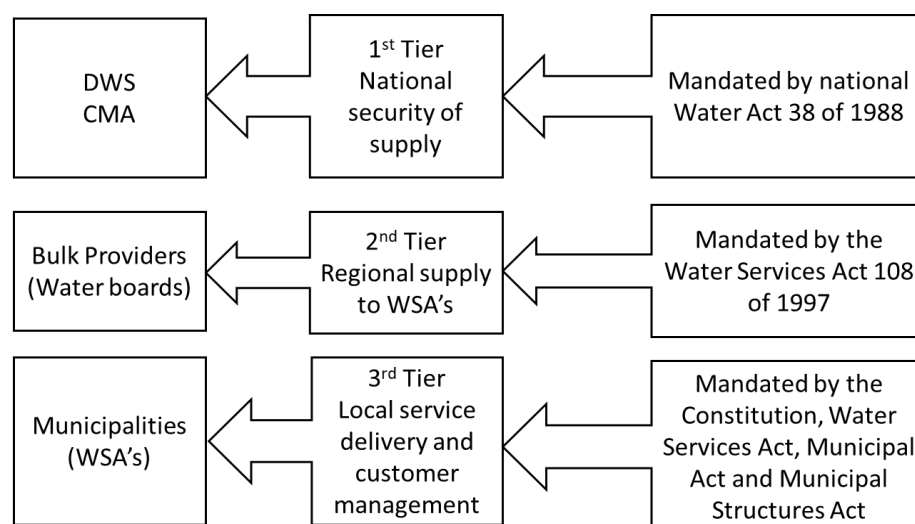 DWS
CMA
1st Tier
National
security of
supply
Mandated by national
Water Act 38 of 1988
Bulk Providers
(Water boards)
2nd Tier
Regional supply
to WSA’s
Mandated by the
Water Services Act 108
of 1997
Municipalities
(WSA’s)
3rd Tier
Local service
delivery and
customer
management
Mandated by the
Constitution, Water
Services Act, Municipal
Act and Municipal
Structures Act